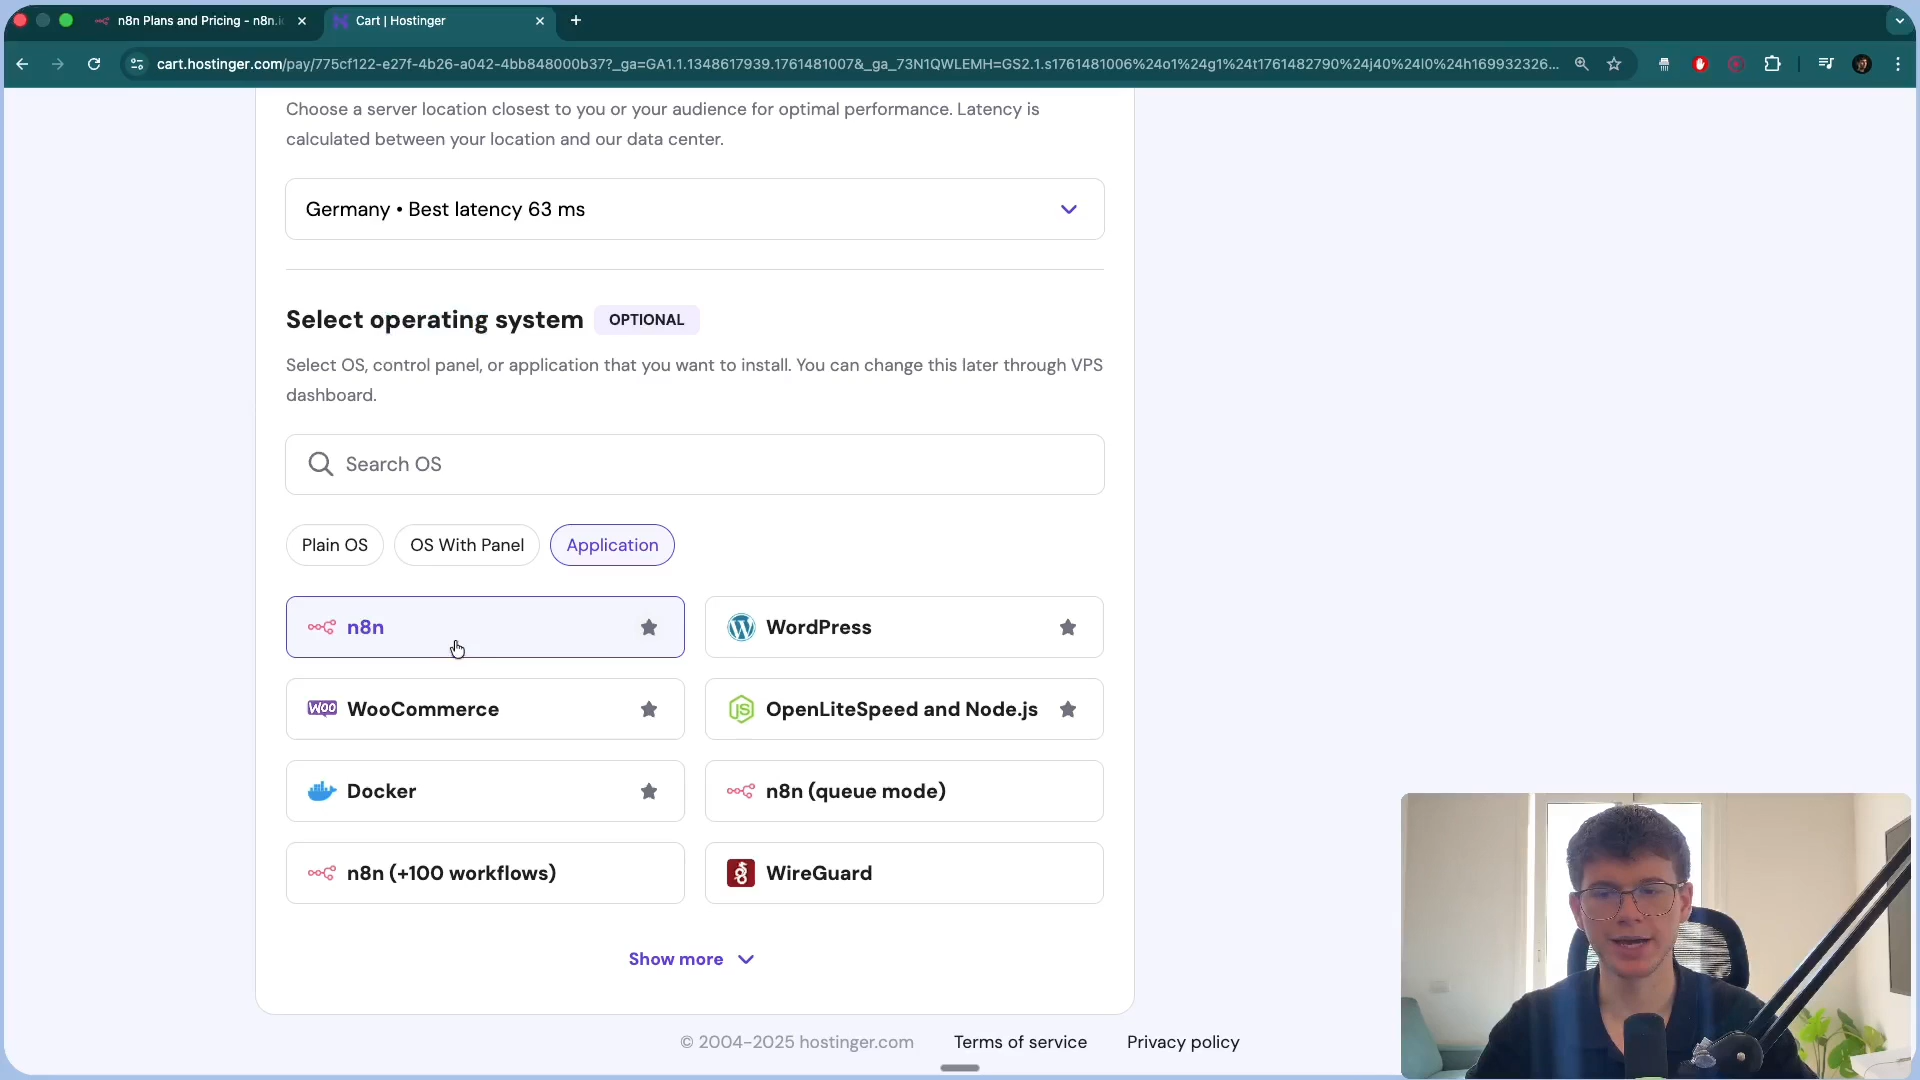 n8n Plans and Pricing - n8n.i
Cart | Hostinger
cart.hostinger.com/pay/775cf122-e27f-4b26-a042-4bb848000b37?_ga=GA1.1.1348617939.1761481007&_ga_73N1QWLEMH=GS2.1.s1761481006%24o1%24g1%24t1761482790%24j40%24l0%24h169932326...
Choose a server location closest to you or your audience for optimal performance. Latency is
calculated between your location and our data center.
Germany • Best latency 63 ms
Select operating system OPTIONAL
Select OS, control panel, or application that you want to install. You can change this later through VPS
dashboard.
Search OS
Plain OS OS With Panel Application
n8n WordPress
WOO WooCommerce JS OpenLiteSpeed and Node.js
Docker n8n (queue mode)
n8n (+100 workflows) WireGuard
Show more
© 2004-2025 hostinger.com Terms of service Privacy policy